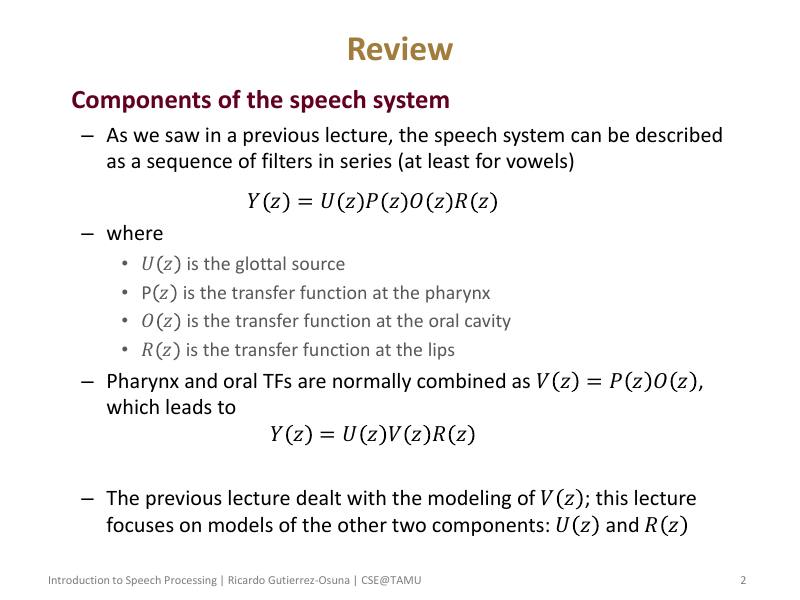 Review
Components of the speech system
– As we saw in a previous lecture, the speech system can be described
as a sequence of filters in series (at least for vowels)
𝑌(𝑧) = 𝑈(𝑧)𝑃(𝑧)𝑂(𝑧)𝑅(𝑧)
– where
• 𝑈(𝑧) is the glottal source
• P(𝑧) is the transfer function at the pharynx
• 𝑂(𝑧) is the transfer function at the oral cavity
• 𝑅(𝑧) is the transfer function at the lips
– Pharynx and oral TFs are normally combined as 𝑉(𝑧) = 𝑃(𝑧)𝑂(𝑧),
which leads to
𝑌(𝑧) = 𝑈(𝑧)𝑉(𝑧)𝑅(𝑧)
– The previous lecture dealt with the modeling of 𝑉(𝑧); this lecture
focuses on models of the other two components: 𝑈(𝑧) and 𝑅(𝑧)
Introduction to Speech Processing | Ricardo Gutierrez-Osuna | CSE@TAMU 2